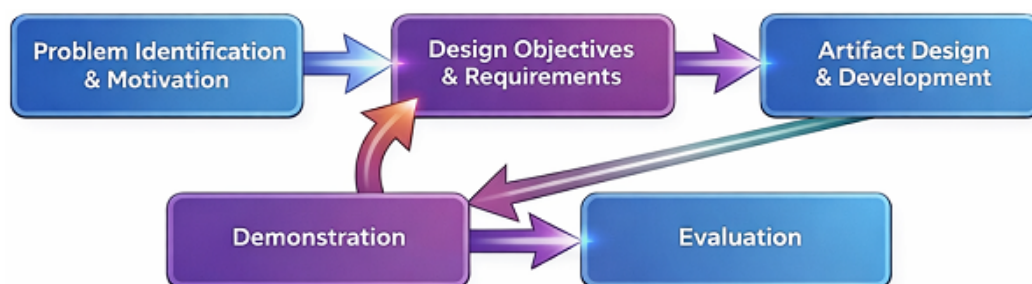 Problem Identification
& Motivation
Design Objectives
& Requirements
Artifact Design
& Development
Demonstration
Evaluation